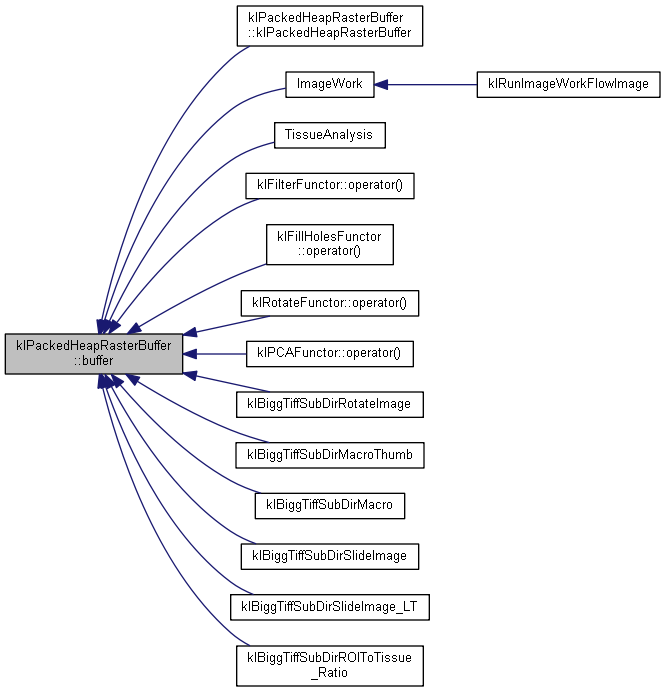 klPackedHeapRasterBuffer
::klPackedHeapRasterBuffer
ImageWork
klRunImageWorkFlowImage
TissueAnalysis
klFilterFunctor::operator()
klFillHolesFunctor
::operator()
klRotateFunctor::operator()
klPackedHeapRasterBuffer
::buffer
klPCAFunctor::operator()
klBiggTiffSubDirRotateImage
klBiggTiffSubDirMacroThumb
klBiggTiffSubDirMacro
klBiggTiffSubDirSlideImage
klBiggTiffSubDirSlideImage_LT
klBiggTiffSubDirROIToTissue
_Ratio